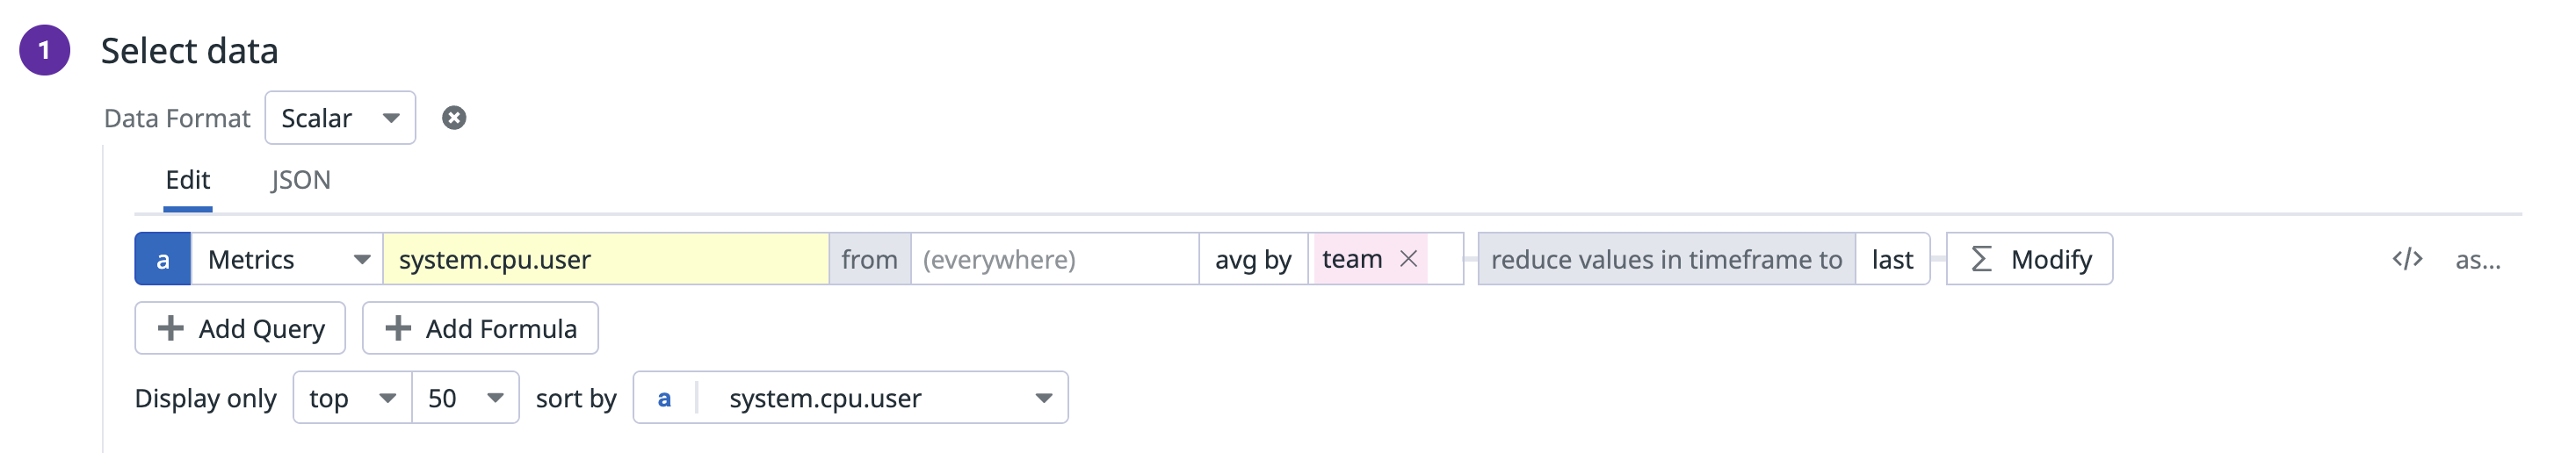 1 Select data
Data Format Scalar
Edit JSON
a Metrics system.cpu.user from (everywhere) avg by team reduce values in timeframe to last Σ Modify </> as...
+ Add Query + Add Formula
Display only top 50 sort by a system.cpu.user